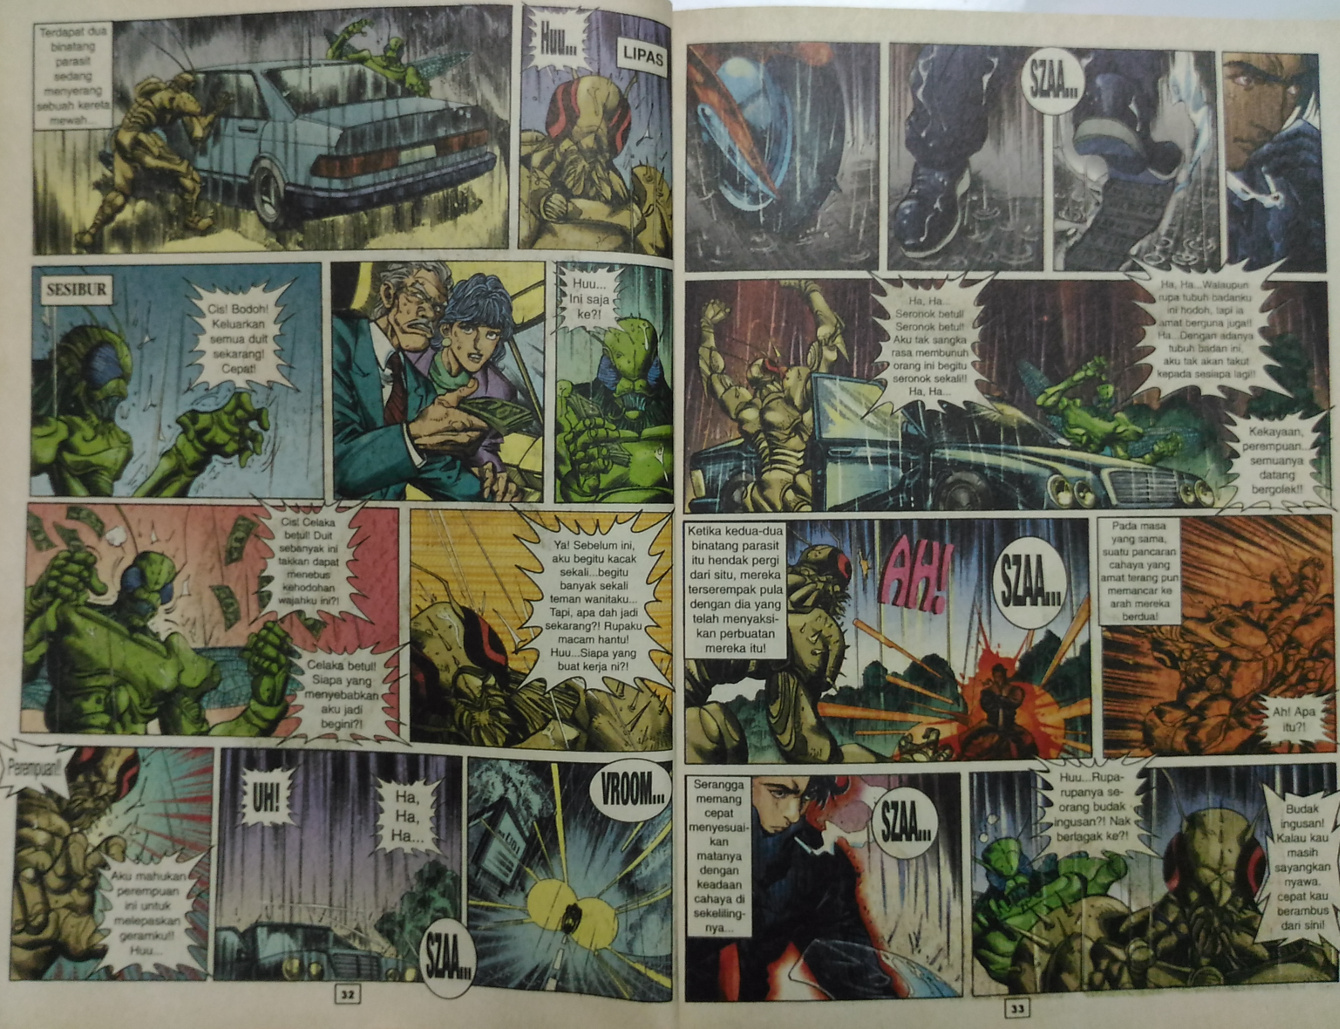 Terdapat dua
binatang
parasit
sedang
menyerang
sebuah kereta
mewah...
Huu...
LIPAS
SESIBUR
Cis! Bodoh!
Keluarkan
semua duit
sekarang!
Cepat!
Huu...
Ini saja
ke?!
Cis! Celaka
betul! Duit
sebanyak ini
takkan dapat
menebus
kehodohan
wajahku ini?!
Celaka betul!
Siapa yang
menyebabkan
aku jadi
begini?!
Ya! Sebelum ini,
aku begitu kacak
sekali...begitu
banyak sekali
teman wanitaku...
Tapi, apa dah jadi
sekarang?! Rupaku
macam hantu!
Huu...Siapa yang
buat kerja ni?!
Perempuan!!
Aku mahukan
perempuan
ini untuk
melepaskan
geramku!!
Huu...
UH!
Ha,
Ha,
Ha...
SZAA...
VROOM...
32
SZAA...
Ha, Ha...
Seronok betul!
Seronok betul!
Aku tak sangka
rasa membunuh
orang ini begitu
seronok sekali!!
Ha, Ha...
Ha, Ha...Walaupun
rupa tubuh badanku
ini hodoh, tapi ia
amat berguna juga!!
Ha...Dengan adanya
tubuh badan ini,
aku tak akan takut
kepada sesiapa lagi!!
Kekayaan,
perempuan...
semuanya
datang
bergolek!!
Ketika kedua-dua
binatang parasit
itu hendak pergi
dari situ, mereka
terserempak pula
dengan dia yang
telah menyaksi-
kan perbuatan
mereka itu!
AH!
SZAA...
Pada masa
yang sama,
suatu pancaran
cahaya yang
amat terang pun
memancar ke
arah mereka
berdua!
Ah! Apa
itu?!
Serangga
memang
cepat
menyesuai-
kan
matanya
dengan
keadaan
cahaya di
sekeliling-
nya...
SZAA...
Huu...Rupa-
rupanya se-
orang budak
ingusan?! Nak
berlagak ke?!
Budak
ingusan!
Kalau kau
masih
sayangkan
nyawa,
cepat kau
berambus
dari sini!
33